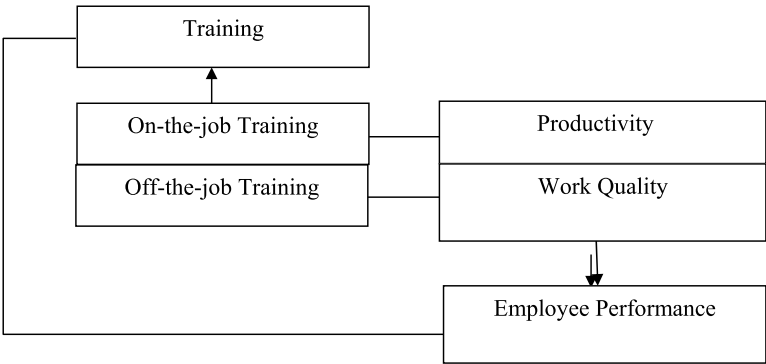 Training
On-the-job Training
Productivity
Off-the-job Training
Work Quality
Employee Performance